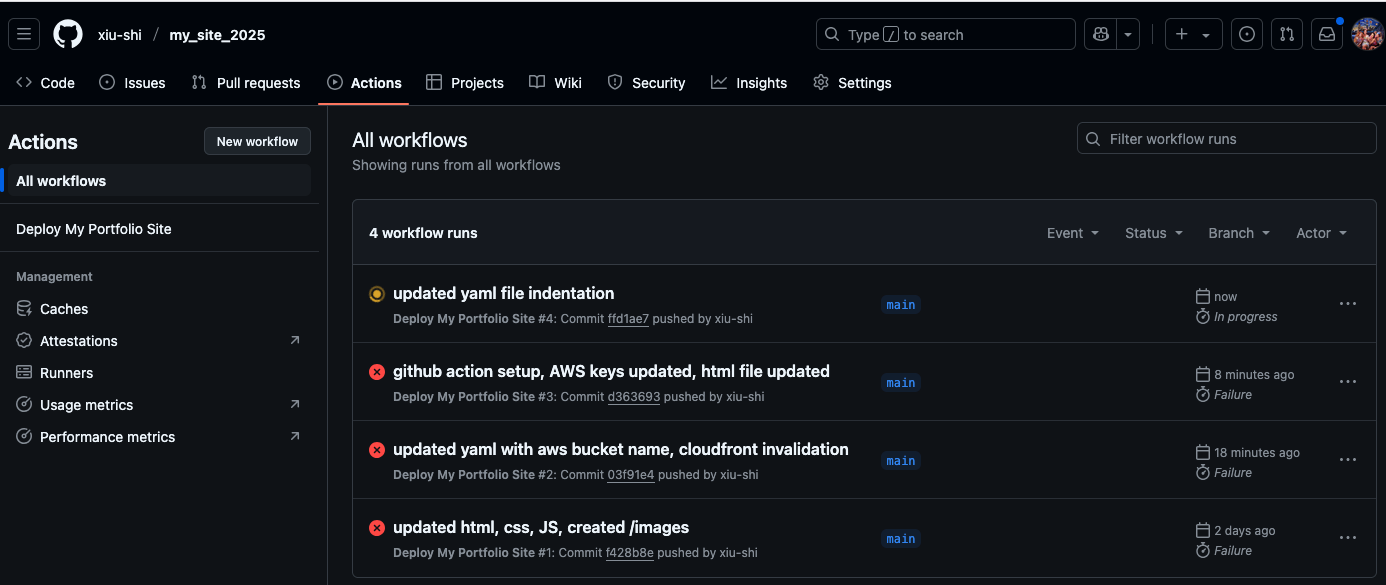 xiu-shi / my_site_2025
Type / to search
Code Issues Pull requests Actions Projects Wiki Security Insights Settings
Actions
New workflow
All workflows
Deploy My Portfolio Site
Management
Caches
Attestations
Runners
Usage metrics
Performance metrics
All workflows
Showing runs from all workflows
Filter workflow runs
4 workflow runs
Event Status Branch Actor
updated yaml file indentation
Deploy My Portfolio Site #4: Commit ffd1ae7 pushed by xiu-shi
main
now
In progress
github action setup, AWS keys updated, html file updated
Deploy My Portfolio Site #3: Commit d363693 pushed by xiu-shi
main
8 minutes ago
Failure
updated yaml with aws bucket name, cloudfront invalidation
Deploy My Portfolio Site #2: Commit 03f91e4 pushed by xiu-shi
main
18 minutes ago
Failure
updated html, css, JS, created /images
Deploy My Portfolio Site #1: Commit f428b8e pushed by xiu-shi
main
2 days ago
Failure